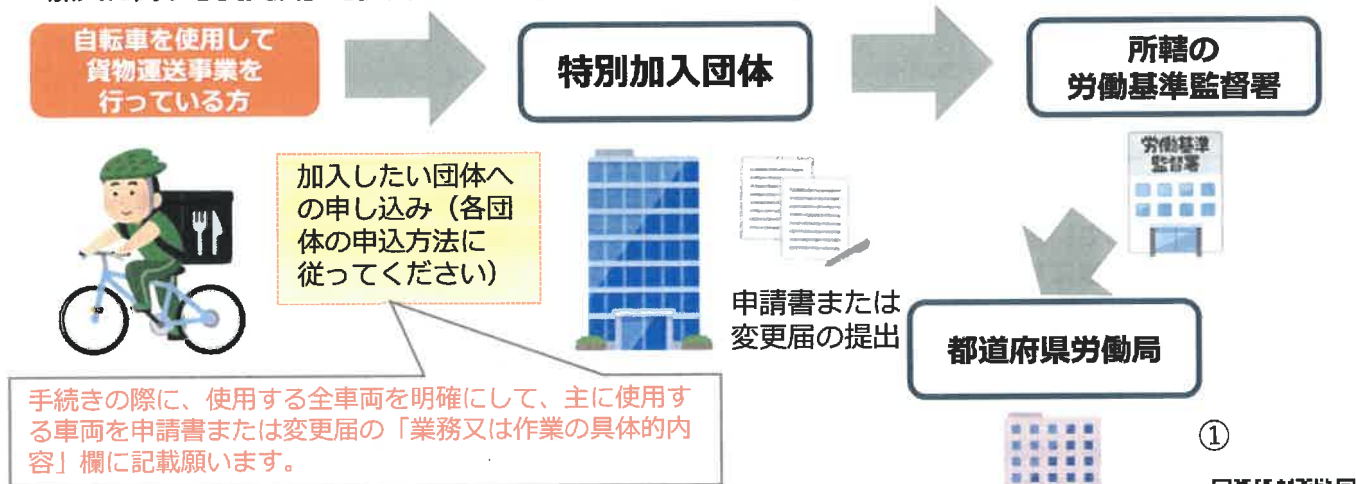 自転車を使用して
貨物運送事業を
行っている方
特別加入団体
所轄の
労働基準監督署
労働基準
監督署
加入したい団体へ
の申し込み（各団
体の申込方法に
従ってください）
申請書または
変更届の提出
都道府県労働局
手続きの際に、使用する全車両を明確にして、主に使用す
る車両を申請書または変更届の「業務又は作業の具体的内
容」欄に記載願います。
①